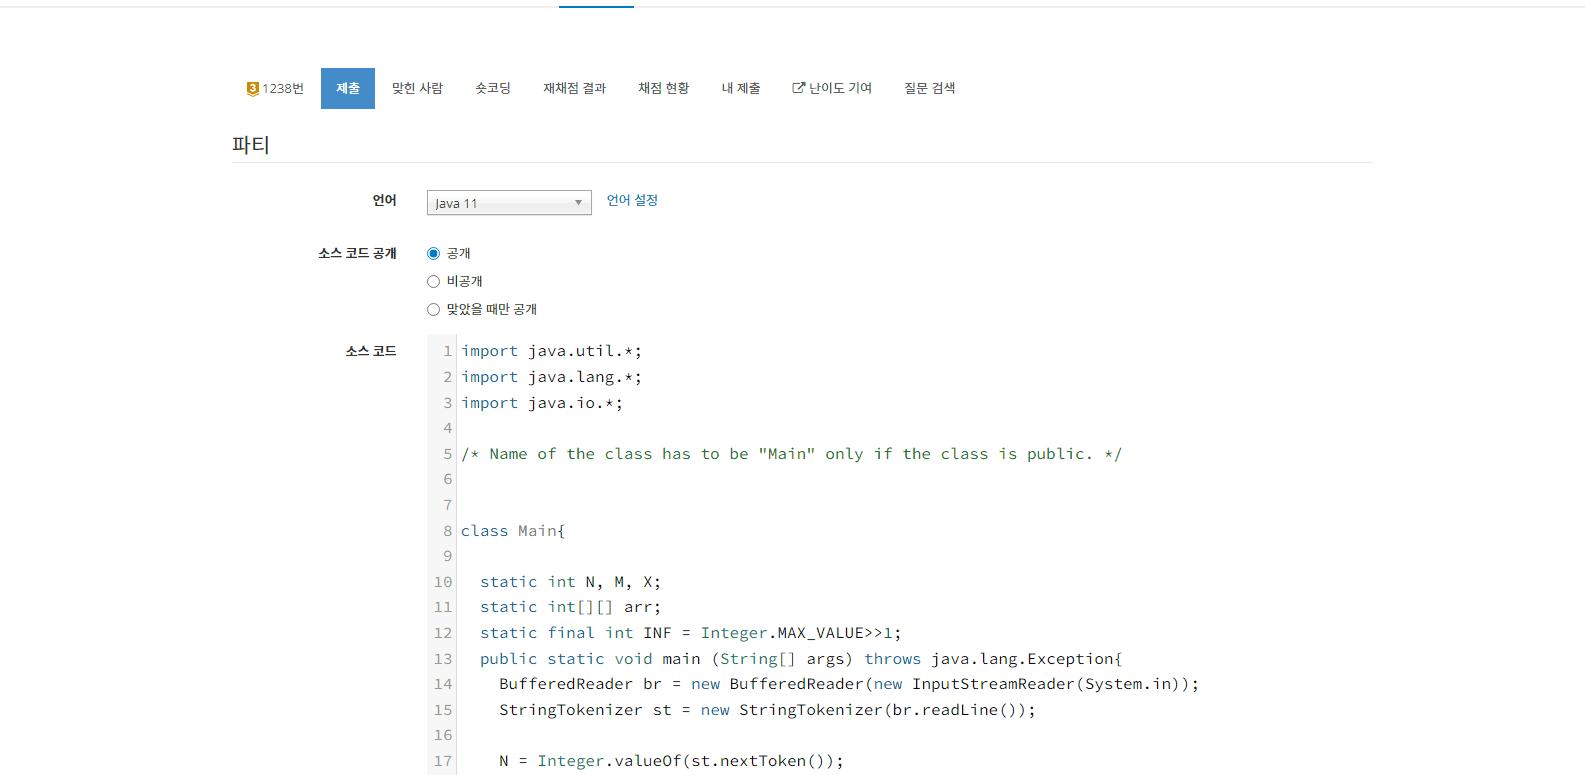 3 1238번 제출 맞힌 사람 숏코딩 재채점 결과 채점 현황 내 제출 난이도 기여 질문 검색
파티
언어 Java 11 언어 설정
소스 코드 공개 공개
비공개
맞았을 때만 공개
소스 코드
1 import java.util.*;
2 import java.lang.*;
3 import java.io.*;
4
5 /* Name of the class has to be "Main" only if the class is public. */
6
7
8 class Main{
9
10 static int N, M, X;
11 static int[][] arr;
12 static final int INF = Integer.MAX_VALUE>>1;
13 public static void main (String[] args) throws java.lang.Exception{
14 BufferedReader br = new BufferedReader(new InputStreamReader(System.in));
15 StringTokenizer st = new StringTokenizer(br.readLine());
16
17 N = Integer.valueOf(st.nextToken());